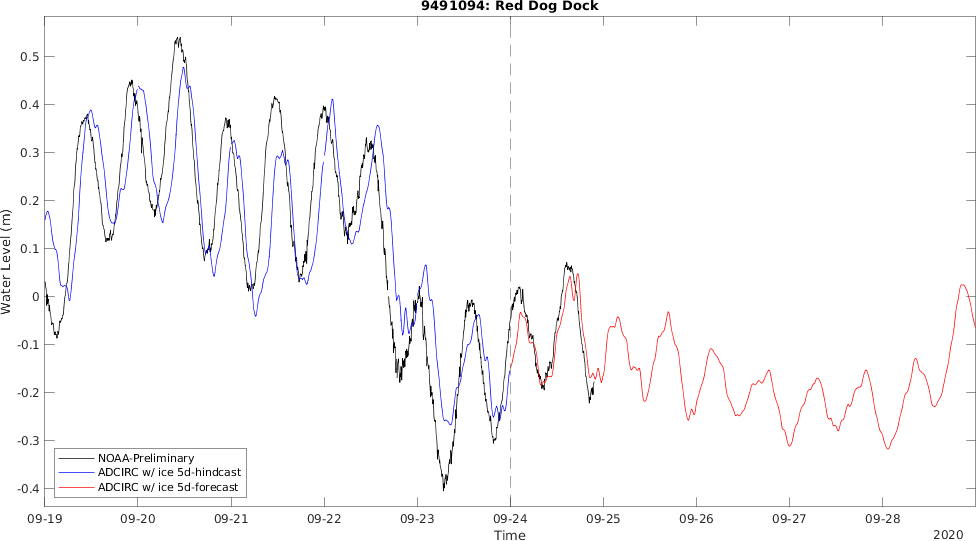 9491094: Red Dog Dock
Water Level (m)
0.5
0.4
0.3
0.2
0.1
0
-0.1
-0.2
-0.3
-0.4
NOAA-Preliminary
ADCIRC w/ ice 5d-hindcast
ADCIRC w/ ice 5d-forecast
09-19 09-20 09-21 09-22 09-23 09-24 09-25 09-26 09-27 09-28
Time
2020